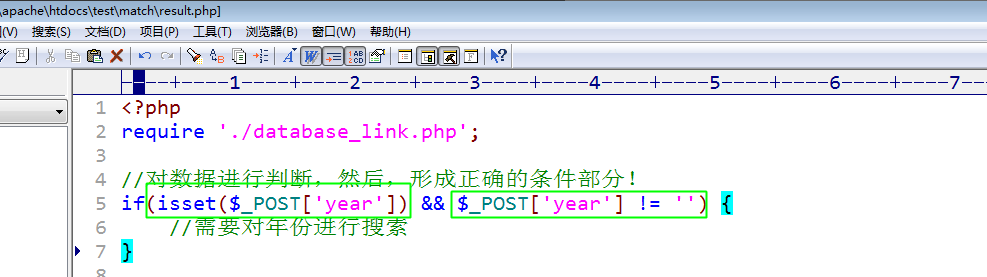 \apache\htdocs\test\match\result.php]
(V) 搜索(S) 文档(D) 项目(P) 工具(T) 浏览器(B) 窗口(W) 帮助(H)
1 2 3 4 5 6 7
1 <?php
2 require './database_link.php';
3
4 //对数据进行判断，然后，形成正确的条件部分！
5 if(isset($_POST['year']) && $_POST['year'] != '') {
6 //需要对年份进行搜索
7 }
8